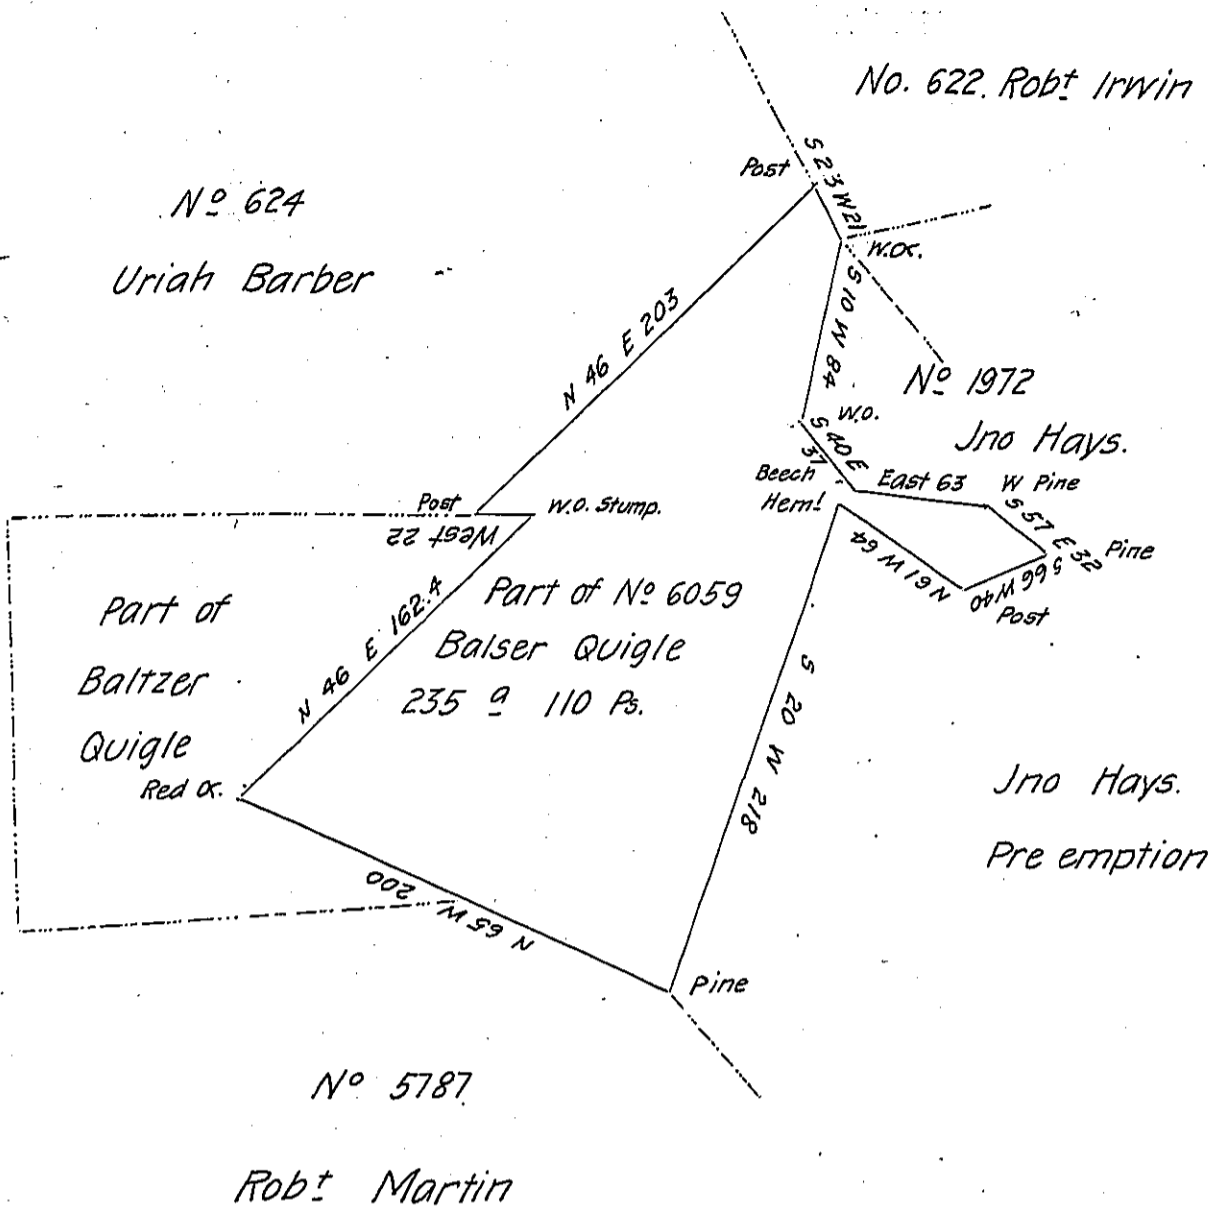 No. 622. Robt Irwin
S 23 W 21
Post
No 624
Uriah Barber
W.O.
S 10 W 84
N 46 E 203
No 1972
W.O.
Jno Hays.
S 40 E
37
Beech
East 63
W Pine
Heml
S 57 E 32
Pine
Post
W.O. Stump.
West 22
N 61 W 64
S 66 W 40
Post
Part of
Baltzer
Quigle
N 46 E 162.4
Part of No 6059
Balser Quigle
235 a 110 Ps.
S 20 W 218
Red O.
Jno Hays.
Pre emption
N 65 W 200
Pine
No 5787
Robt Martin